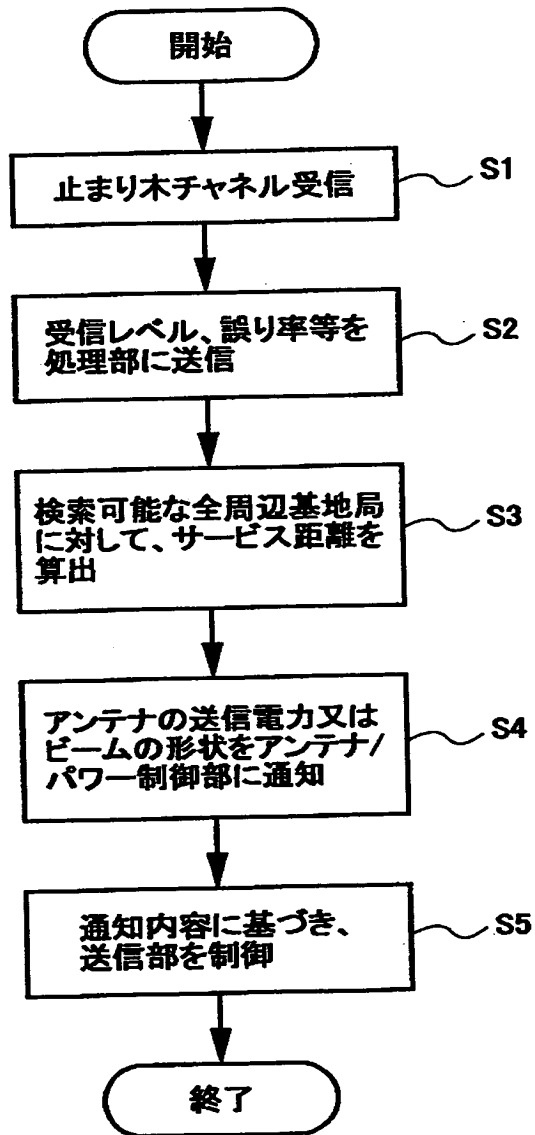 開始
止まり木チャネル受信
S1
受信レベル、誤り率等を
処理部に送信
S2
検索可能な全周辺基地局
に対して、サービス距離を
算出
S3
アンテナの送信電力又は
ビームの形状をアンテナ/
パワー制御部に通知
S4
通知内容に基づき、
送信部を制御
S5
終了